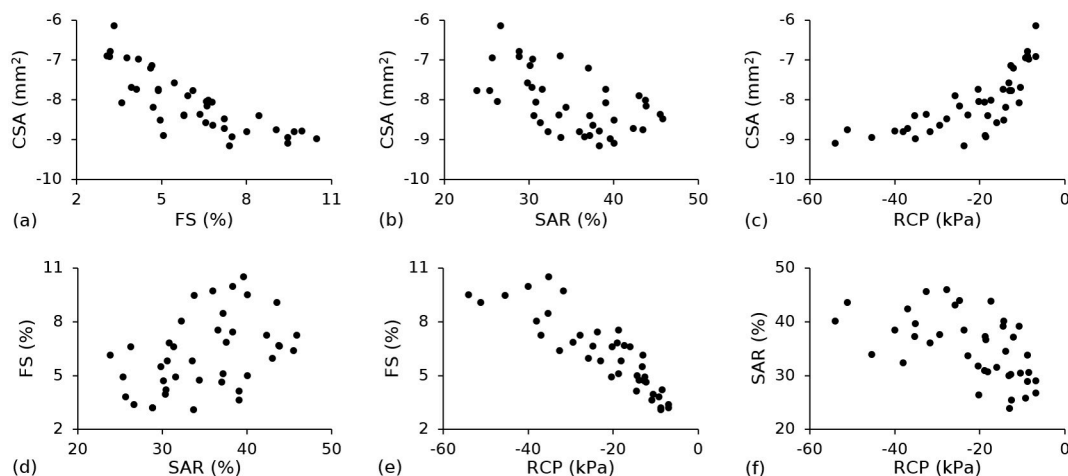 -6
-7
-8
-9
-10
CSA (mm²)
2 5 8 11
(a) FS (%)
-6
-7
-8
-9
-10
CSA (mm²)
20 30 40 50
(b) SAR (%)
-6
-7
-8
-9
-10
CSA (mm²)
-60 -40 -20 0
(c) RCP (kPa)
11
8
5
2
FS (%)
20 30 40 50
(d) SAR (%)
11
8
5
2
FS (%)
-60 -40 -20 0
(e) RCP (kPa)
50
40
30
20
SAR (%)
-60 -40 -20 0
(f) RCP (kPa)